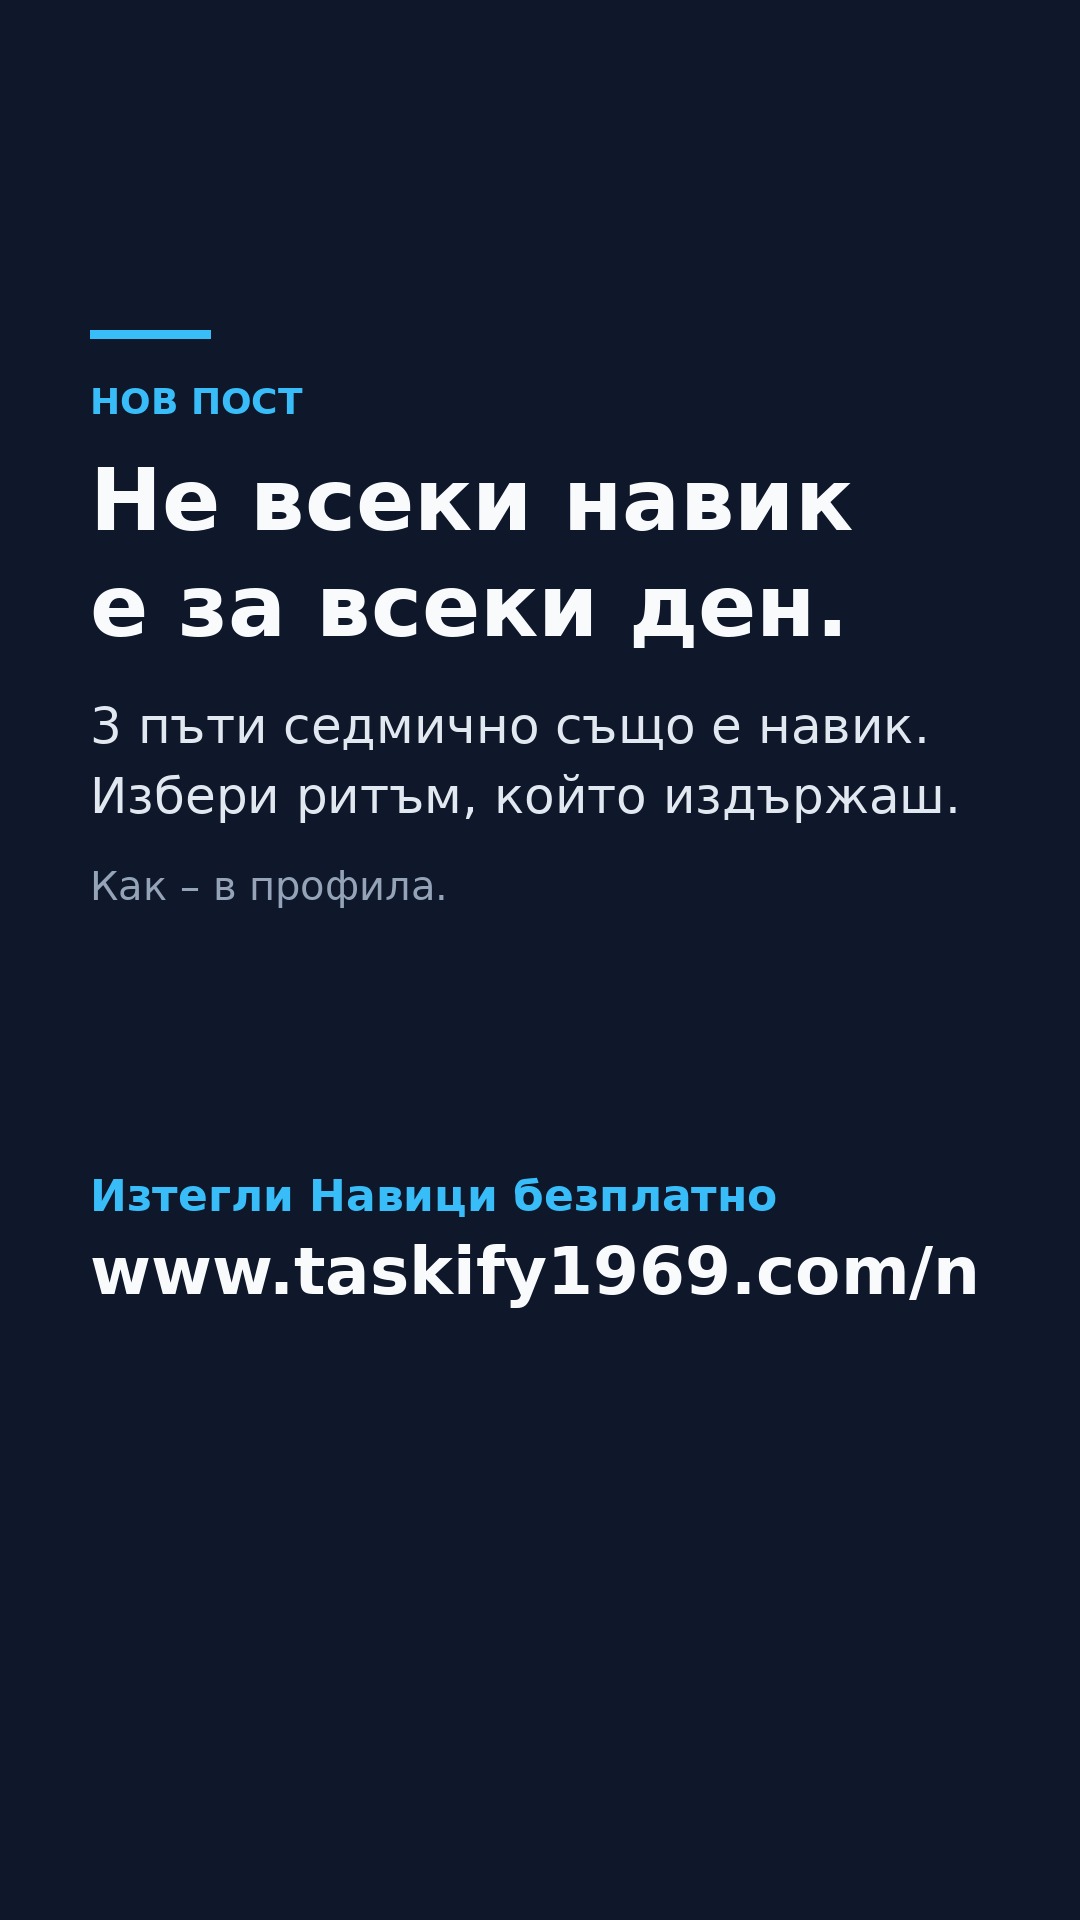 НОВ ПОСТ
Не всеки навик
е за всеки ден.
3 пъти седмично също е навик.
Избери ритъм, който издържаш.
Как – в профила.
Изтегли Навици безплатно
www.taskify1969.com/n